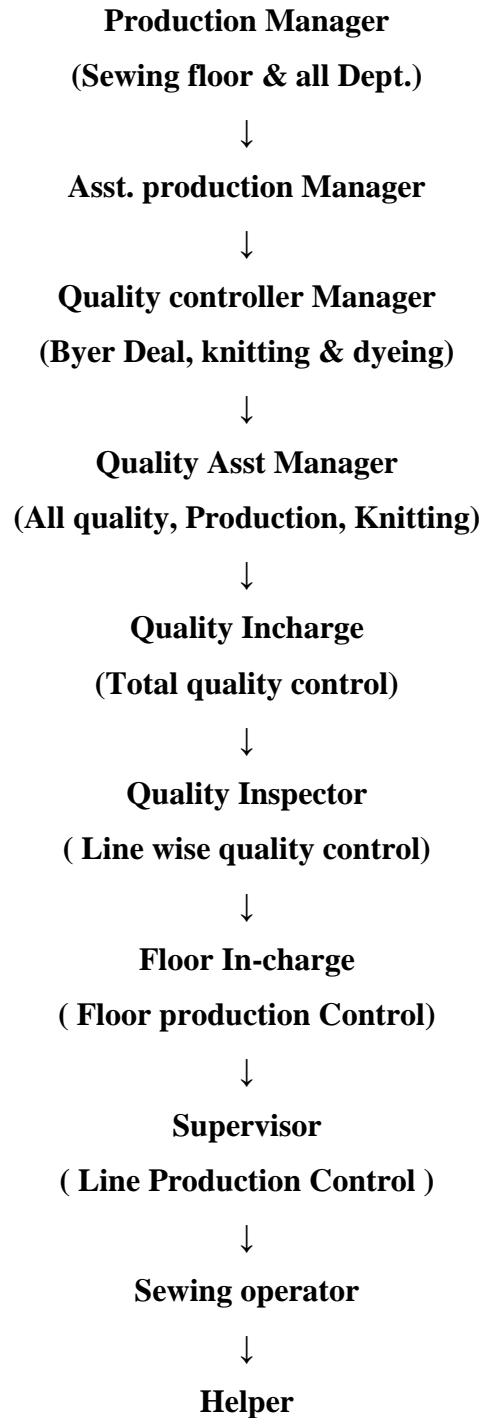 Production Manager
(Sewing floor & all Dept.)
↓
Asst. production Manager
↓
Quality controller Manager
(Byer Deal, knitting & dyeing)
↓
Quality Asst Manager
(All quality, Production, Knitting)
↓
Quality Incharge
(Total quality control)
↓
Quality Inspector
( Line wise quality control)
↓
Floor In-charge
( Floor production Control)
↓
Supervisor
( Line Production Control )
↓
Sewing operator
↓
Helper